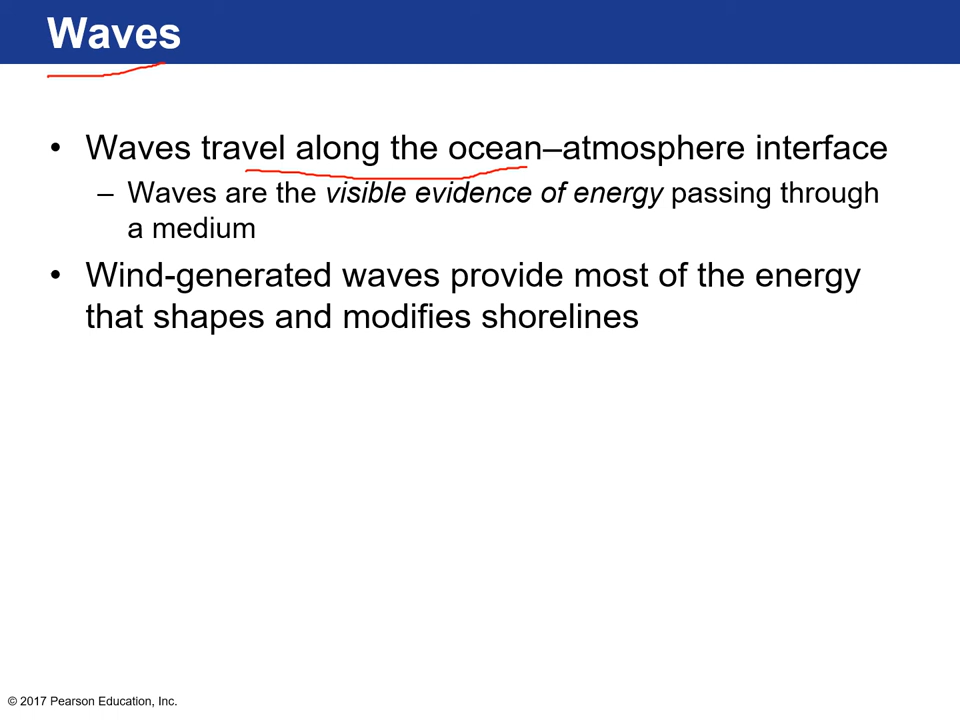 Waves
• Waves travel along the ocean–atmosphere interface
– Waves are the visible evidence of energy passing through
a medium
• Wind-generated waves provide most of the energy
that shapes and modifies shorelines
© 2017 Pearson Education, Inc.